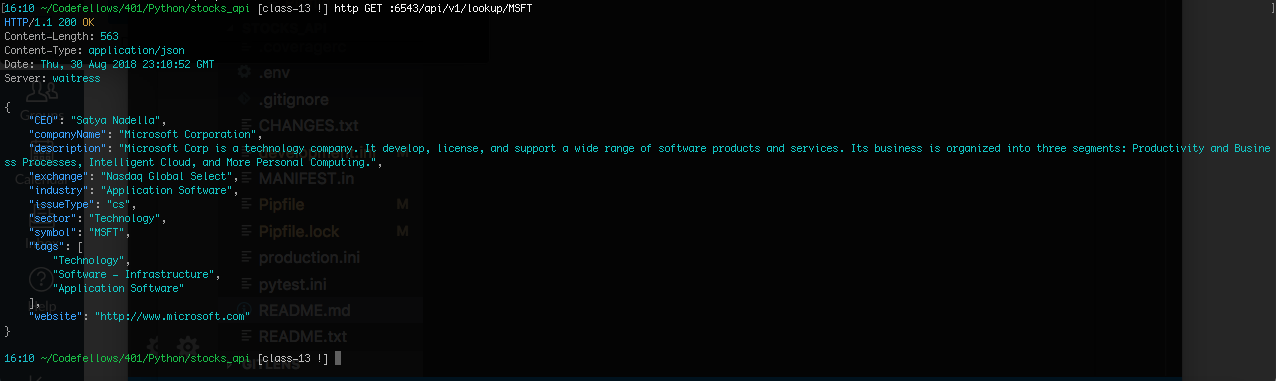 [16:10 ~/Codefellows/401/Python/stocks_api [class-13 !] http GET :6543/api/v1/lookup/MSFT ]
HTTP/1.1 200 OK
Content-Length: 563
Content-Type: application/json
Date: Thu, 30 Aug 2018 23:10:52 GMT
Server: waitress
{
"CEO": "Satya Nadella",
"companyName": "Microsoft Corporation",
"description": "Microsoft Corp is a technology company. It develop, license, and support a wide range of software products and services. Its business is organized into three segments: Productivity and Busine
ss Processes, Intelligent Cloud, and More Personal Computing.",
"exchange": "Nasdaq Global Select",
"industry": "Application Software",
"issueType": "cs",
"sector": "Technology",
"symbol": "MSFT",
"tags": [
"Technology",
"Software - Infrastructure",
"Application Software"
],
"website": "http://www.microsoft.com"
}
16:10 ~/Codefellows/401/Python/stocks_api [class-13 !]
.env
.gitignore
CHANGES.txt
MANIFEST.in
Pipfile M
Pipfile.lock M
production.ini
pytest.ini
README.md
README.txt
GITLENS